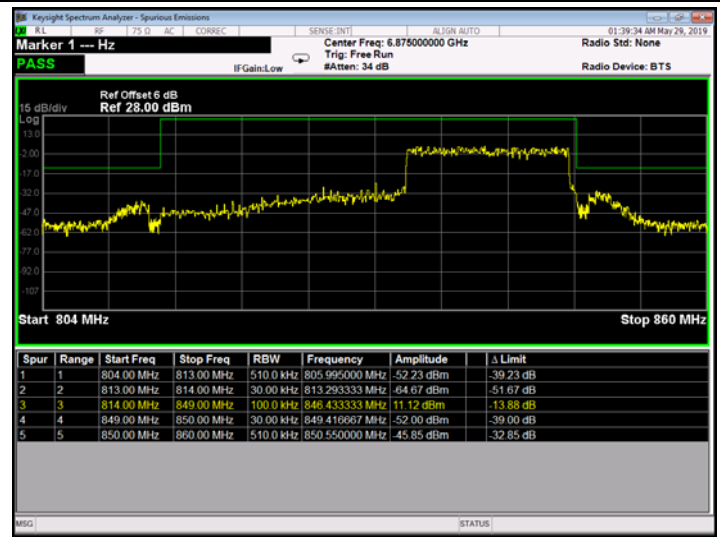 Keysight Spectrum Analyzer - Spurious Emissions
RL RF 75 Ω AC CORREC SENSE:INT ALIGN AUTO 01:39:34 AM May 29, 2019
Marker 1 --- Hz Center Freq: 6.875000000 GHz Radio Std: None
Trig: Free Run
PASS IFGain:Low #Atten: 34 dB Radio Device: BTS
Ref Offset 6 dB
15 dB/div Ref 28.00 dBm
Log
13.0
-2.00
-17.0
-32.0
-47.0
-62.0
-77.0
-92.0
-107
Start 804 MHz Stop 860 MHz
Spur Range Start Freq Stop Freq RBW Frequency Amplitude Δ Limit
1 1 804.00 MHz 813.00 MHz 510.0 kHz 805.995000 MHz -52.23 dBm -39.23 dB
2 2 813.00 MHz 814.00 MHz 30.00 kHz 813.293333 MHz -64.67 dBm -51.67 dB
3 3 814.00 MHz 849.00 MHz 100.0 kHz 846.433333 MHz 11.12 dBm -13.88 dB
4 4 849.00 MHz 850.00 MHz 30.00 kHz 849.416667 MHz -52.00 dBm -39.00 dB
5 5 850.00 MHz 860.00 MHz 510.0 kHz 850.550000 MHz -45.85 dBm -32.85 dB
MSG STATUS